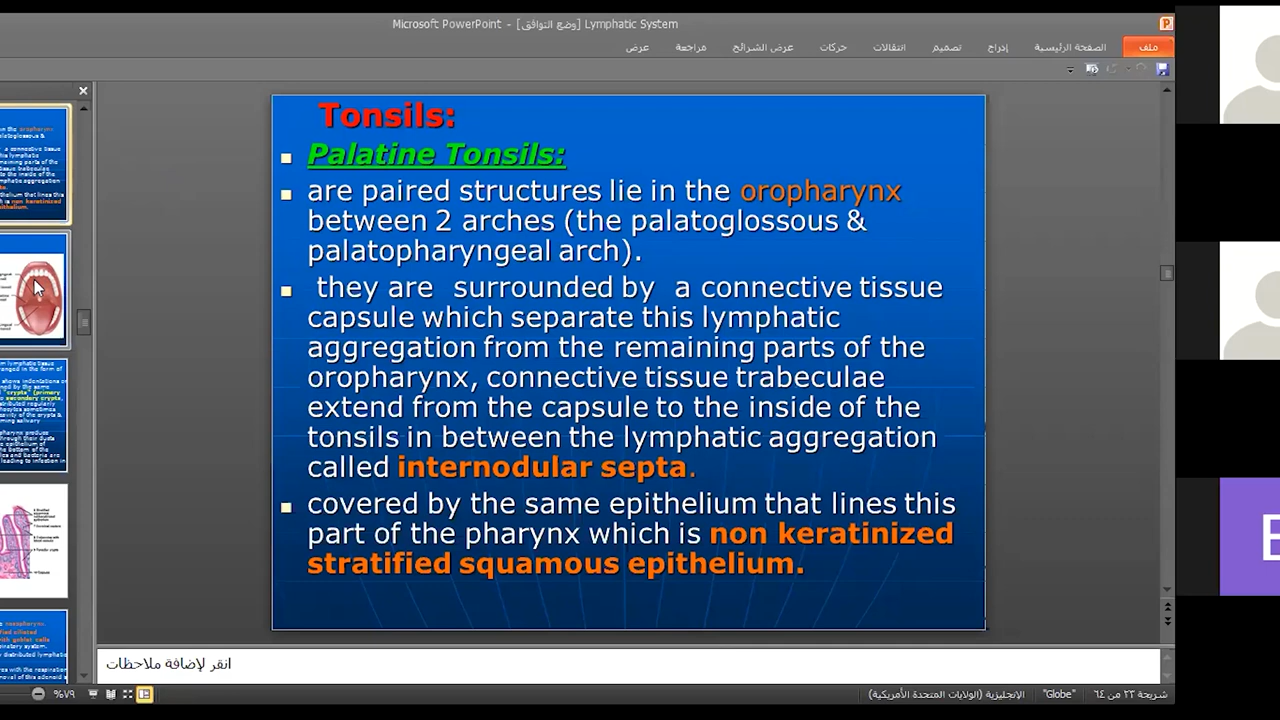 Microsoft PowerPoint - [وضع التوافق] Lymphatic System
ملف الصفحة الرئيسية إدراج تصميم انتقالات حركات عرض الشرائح مراجعة عرض
Tonsils:
Palatine Tonsils:
are paired structures lie in the oropharynx
between 2 arches (the palatoglossous &
palatopharyngeal arch).
they are surrounded by a connective tissue
capsule which separate this lymphatic
aggregation from the remaining parts of the
oropharynx, connective tissue trabeculae
extend from the capsule to the inside of the
tonsils in between the lymphatic aggregation
called internodular septa.
covered by the same epithelium that lines this
part of the pharynx which is non keratinized
stratified squamous epithelium.
انقر لإضافة ملاحظات
شريحة ٢٣ من ٦٤ "Globe" الإنجليزية (الولايات المتحدة الأمريكية) %٧٩
E